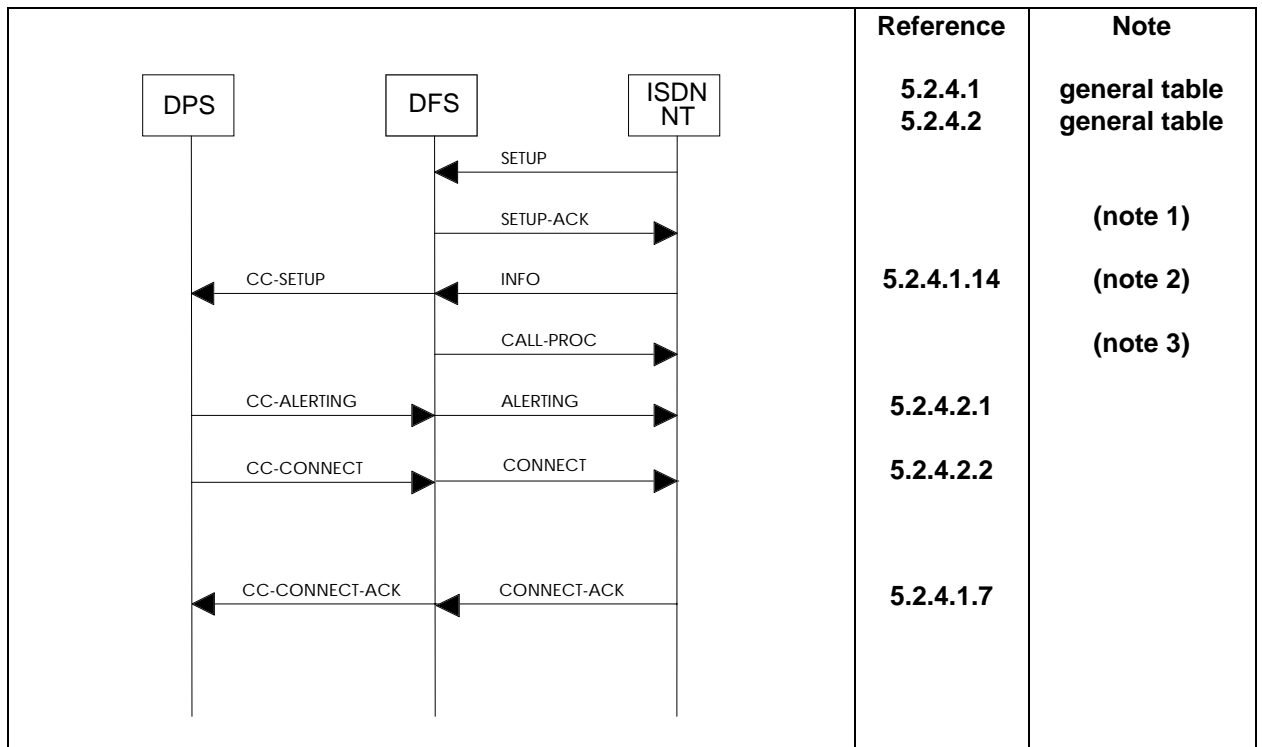 Reference Note
DPS DFS ISDN NT 5.2.4.1 general table
5.2.4.2 general table
SETUP
SETUP-ACK (note 1)
CC-SETUP INFO 5.2.4.1.14 (note 2)
CALL-PROC (note 3)
CC-ALERTING ALERTING 5.2.4.2.1
CC-CONNECT CONNECT 5.2.4.2.2
CC-CONNECT-ACK CONNECT-ACK 5.2.4.1.7